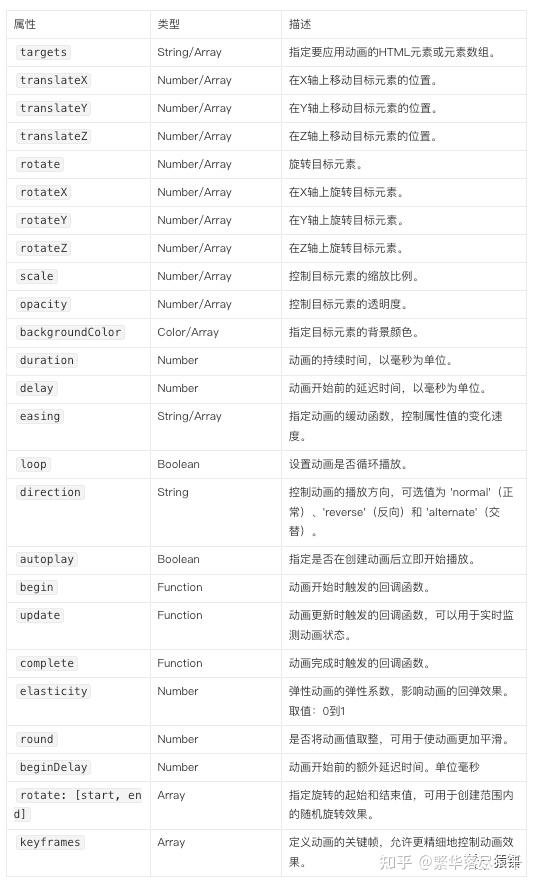 属性 类型 描述
targets String/Array 指定要应用动画的HTML元素或元素数组。
translateX Number/Array 在X轴上移动目标元素的位置。
translateY Number/Array 在Y轴上移动目标元素的位置。
translateZ Number/Array 在Z轴上移动目标元素的位置。
rotate Number/Array 旋转目标元素。
rotateX Number/Array 在X轴上旋转目标元素。
rotateY Number/Array 在Y轴上旋转目标元素。
rotateZ Number/Array 在Z轴上旋转目标元素。
scale Number/Array 控制目标元素的缩放比例。
opacity Number/Array 控制目标元素的透明度。
backgroundColor Color/Array 指定目标元素的背景颜色。
duration Number 动画的持续时间，以毫秒为单位。
delay Number 动画开始前的延迟时间，以毫秒为单位。
easing String/Array 指定动画的缓动函数，控制属性值的变化速
度。
loop Boolean 设置动画是否循环播放。
direction String 控制动画的播放方向，可选值为 'normal'（正
常）、'reverse'（反向）和 'alternate'（交
替）。
autoplay Boolean 指定是否在创建动画后立即开始播放。
begin Function 动画开始时触发的回调函数。
update Function 动画更新时触发的回调函数，可以用于实时监
测动画状态。
complete Function 动画完成时触发的回调函数。
elasticity Number 弹性动画的弹性系数，影响动画的回弹效果。
取值：0到1
round Number 是否将动画值取整，可用于使动画更加平滑。
beginDelay Number 动画开始前的额外延迟时间。单位毫秒
rotate: [start, en Array 指定旋转的起始和结束值，可用于创建范围内
d] 的随机旋转效果。
keyframes Array 定义动画的关键帧，允许更精细地控制动画效
果。
知乎 @繁华落尽